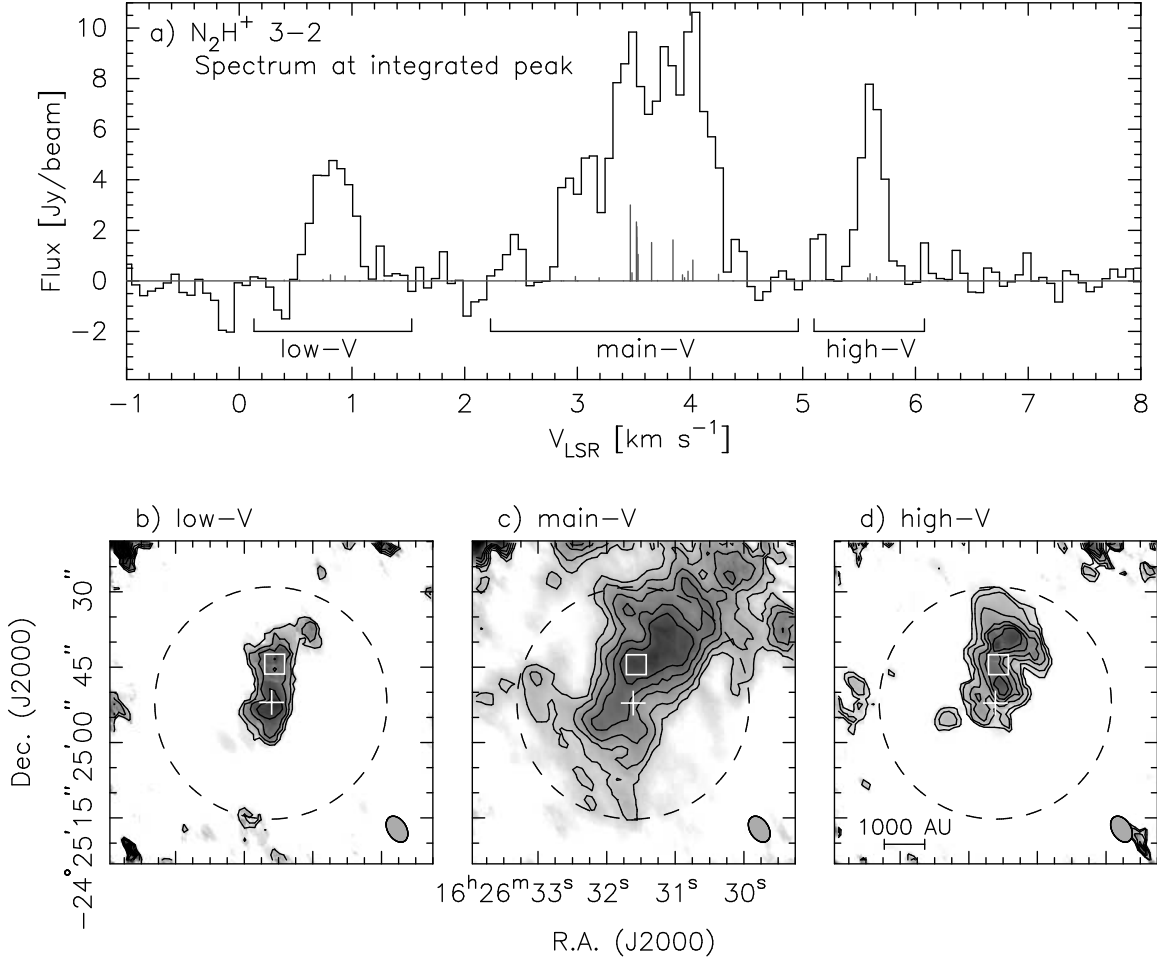 a) N₂H⁺ 3−2
Spectrum at integrated peak
10
8
6
4
2
0
−2
Flux [Jy/beam]
low−V
main−V
high−V
−1 0 1 2 3 4 5 6 7 8
V_LSR [km s⁻¹]
b) low−V
c) main−V
d) high−V
30"
45"
25'00"
−24° 25'15"
Dec. (J2000)
1000 AU
16ʰ26ᵐ33ˢ 32ˢ 31ˢ 30ˢ
R.A. (J2000)